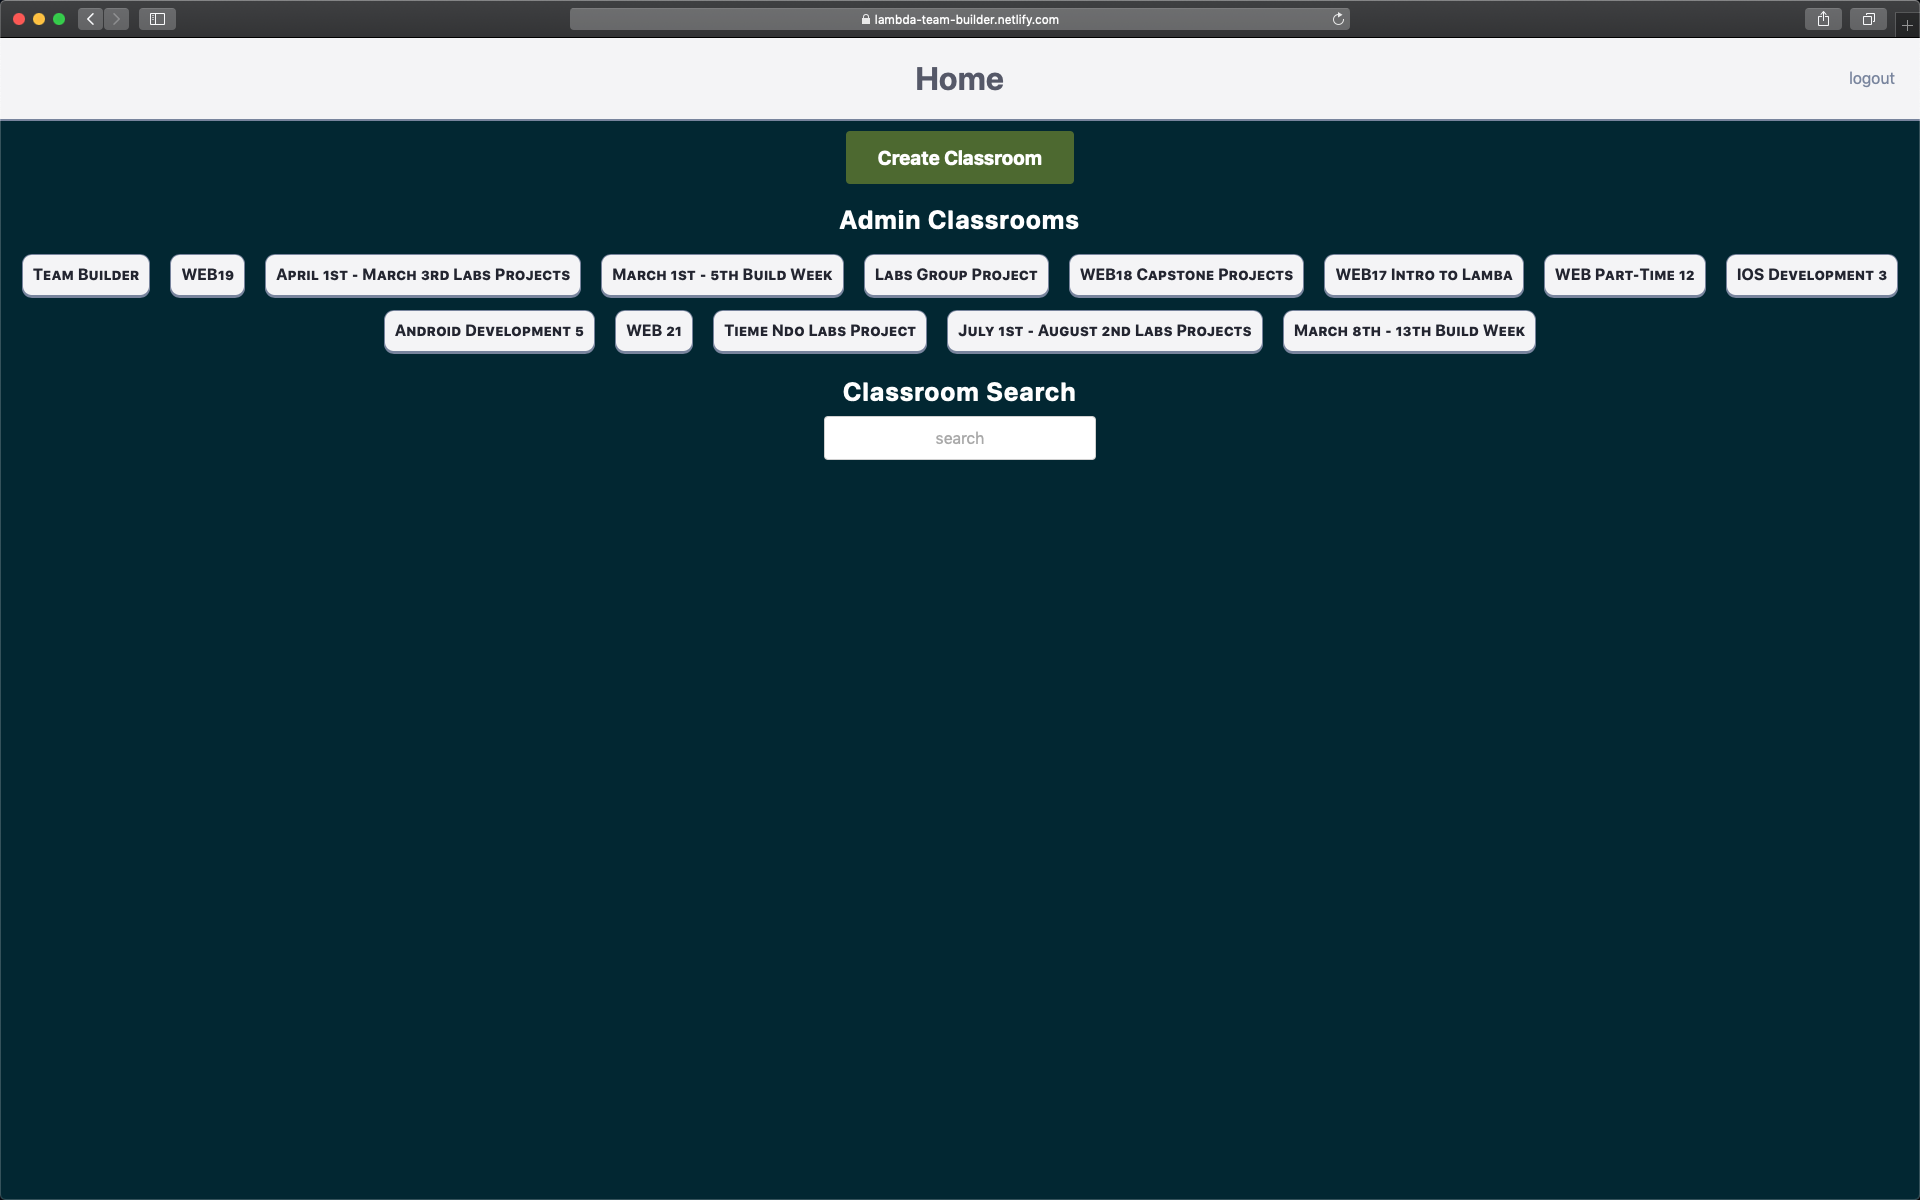 lambda-team-builder.netlify.com
Home
logout
Create Classroom
Admin Classrooms
Team Builder WEB19 April 1st - March 3rd Labs Projects March 1st - 5th Build Week Labs Group Project WEB18 Capstone Projects WEB17 Intro to Lamba WEB Part-Time 12 IOS Development 3
Android Development 5 WEB 21 Tieme Ndo Labs Project July 1st - August 2nd Labs Projects March 8th - 13th Build Week
Classroom Search
search